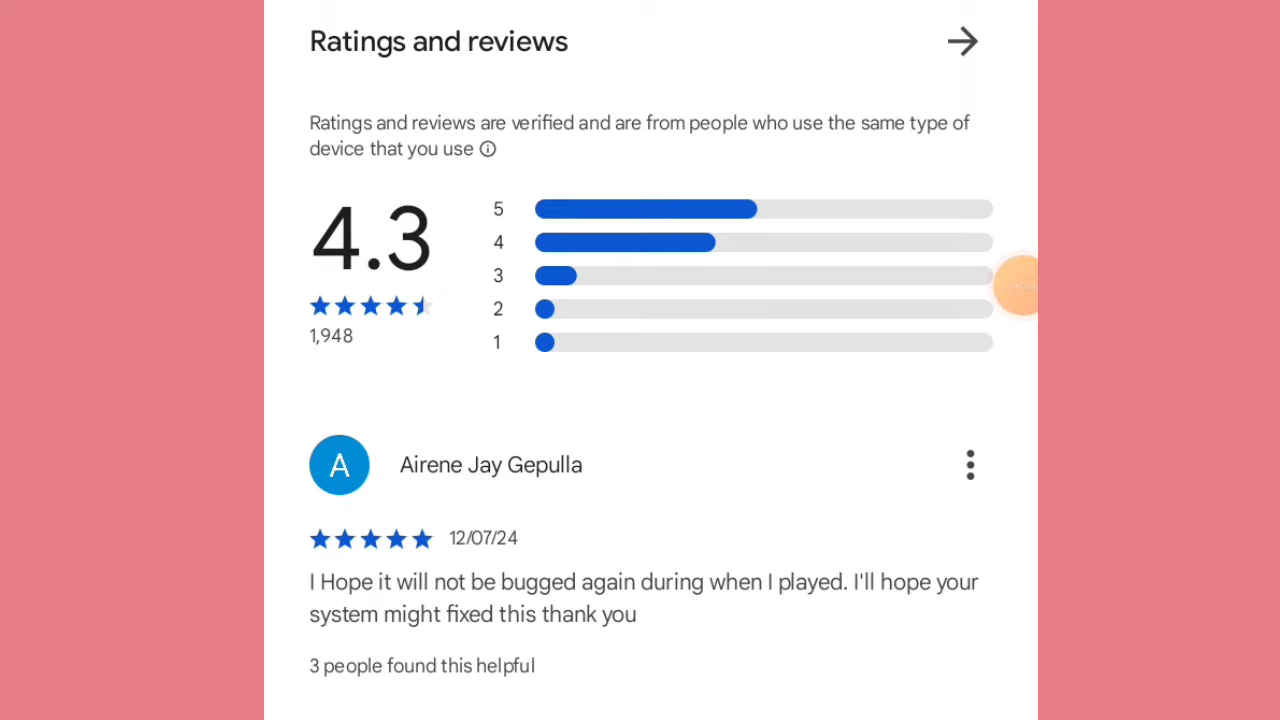 Ratings and reviews
Ratings and reviews are verified and are from people who use the same type of
device that you use
4.3
1,948
5
4
3
2
1
A
Airene Jay Gepulla
12/07/24
I Hope it will not be bugged again during when I played. I'll hope your
system might fixed this thank you
3 people found this helpful